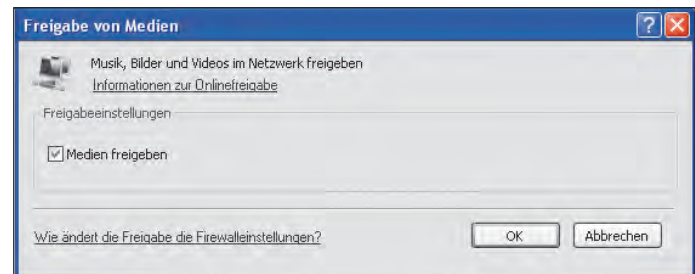 Freigabe von Medien
Musik, Bilder und Videos im Netzwerk freigeben
Informationen zur Onlinefreigabe
Freigabeeinstellungen
Medien freigeben
Wie ändert die Freigabe die Firewalleinstellungen?
OK Abbrechen